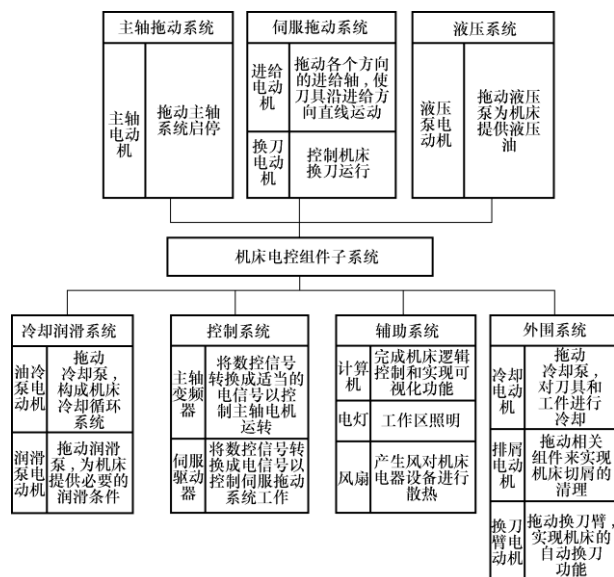 主轴拖动系统
主轴
电动
机
拖动主轴
系统启停
伺服拖动系统
进给
电动
机
拖动各个方向
的进给轴，使
刀具沿进给方
向直线运动
换刀
电动
机
控制机床
换刀运行
液压系统
液压
泵电
动机
拖动液压
泵为机床
提供液压
油
机床电控组件子系统
冷却润滑系统
油冷
泵电
动机
拖动
冷却泵，
构成机床
冷却循环
系统
润滑
泵电
动机
拖动润滑
泵，为机床
提供必要的
润滑条件
控制系统
主轴
变频
器
将数控信号
转换成适当的
电信号以控
制主轴电机
运转
伺服
驱动
器
将数控信号转
换成电信号以
控制伺服拖动
系统工作
辅助系统
计算
机
完成机床逻辑
控制和实现可
视化功能
电灯
工作区照明
风扇
产生风对机床
电器设备进行
散热
外围系统
冷却
电动
机
拖动
冷却泵，
对刀具和
工件进行
冷却
排屑
电动
机
拖动相关
组件来实现
机床切屑的
清理
换刀
臂电
动机
拖动换刀臂，
实现机床的
自动换刀
功能